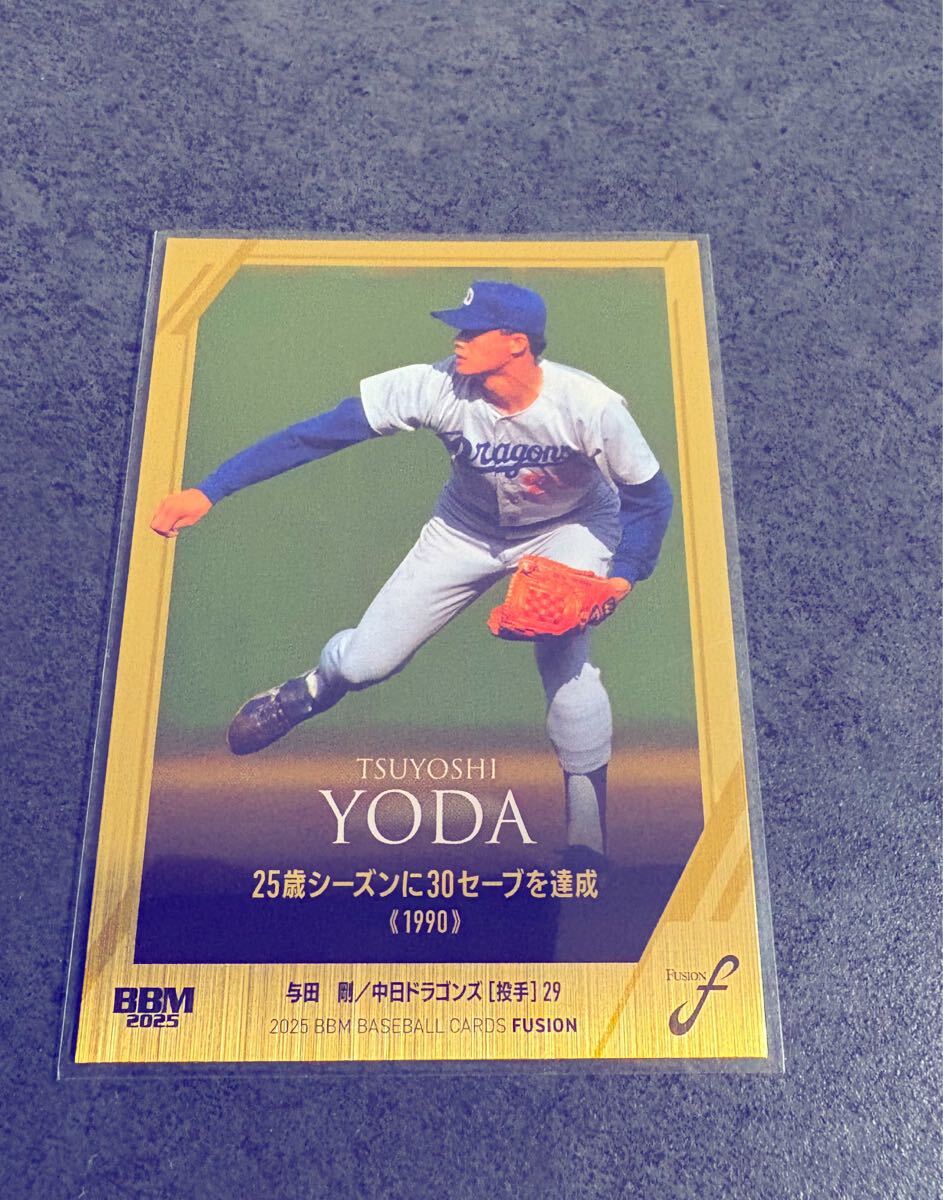 D
Dragons
TSUYOSHI
YODA
25歳シーズンに30セーブを達成
《1990》
与田 剛/中日ドラゴンズ[投手]29
2025 BBM BASEBALL CARDS FUSION
BBM
2025
FUSION
f